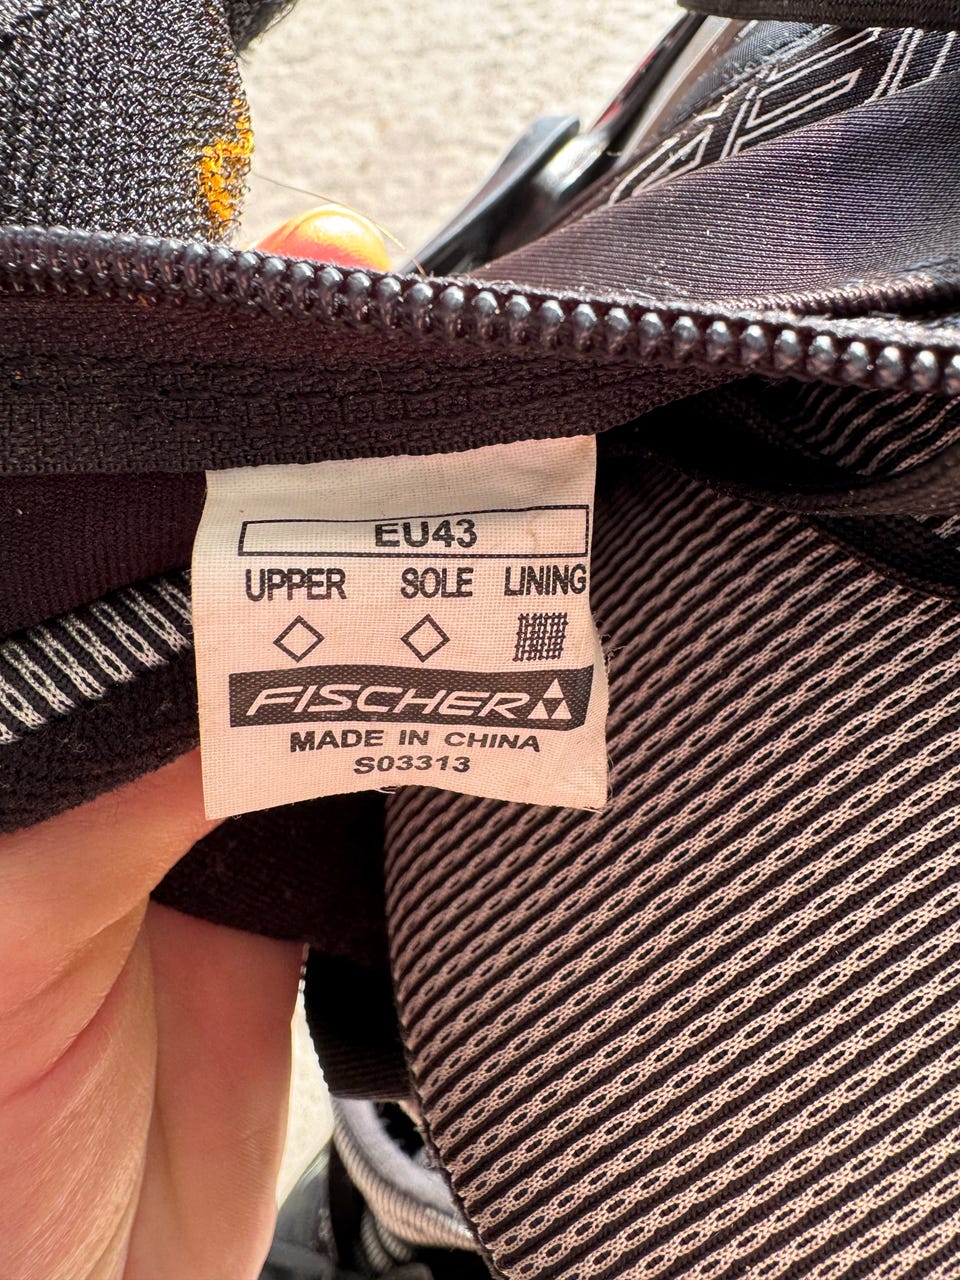 EU43
UPPER SOLE LINING
FISCHER
MADE IN CHINA
S03313